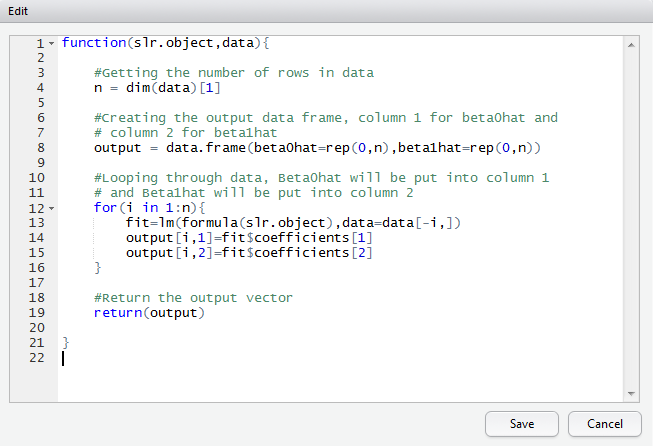 Edit
1 function(slr.object,data){
2
3     #Getting the number of rows in data
4     n = dim(data)[1]
5
6     #Creating the output data frame, column 1 for beta0hat and
7     # column 2 for beta1hat
8     output = data.frame(beta0hat=rep(0,n),beta1hat=rep(0,n))
9
10     #Looping through data, Beta0hat will be put into column 1
11     # and Beta1hat will be put into column 2
12     for(i in 1:n){
13         fit=lm(formula(slr.object),data=data[-i,])
14         output[i,1]=fit$coefficients[1]
15         output[i,2]=fit$coefficients[2]
16     }
17
18     #Return the output vector
19     return(output)
20
21 }
22
Save Cancel